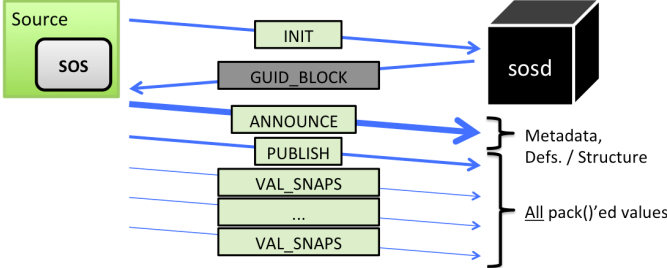 Source
SOS
INIT
GUID_BLOCK
sosd
ANNOUNCE
PUBLISH
VAL_SNAPS
...
VAL_SNAPS
Metadata,
Defs. / Structure
All pack()'ed values